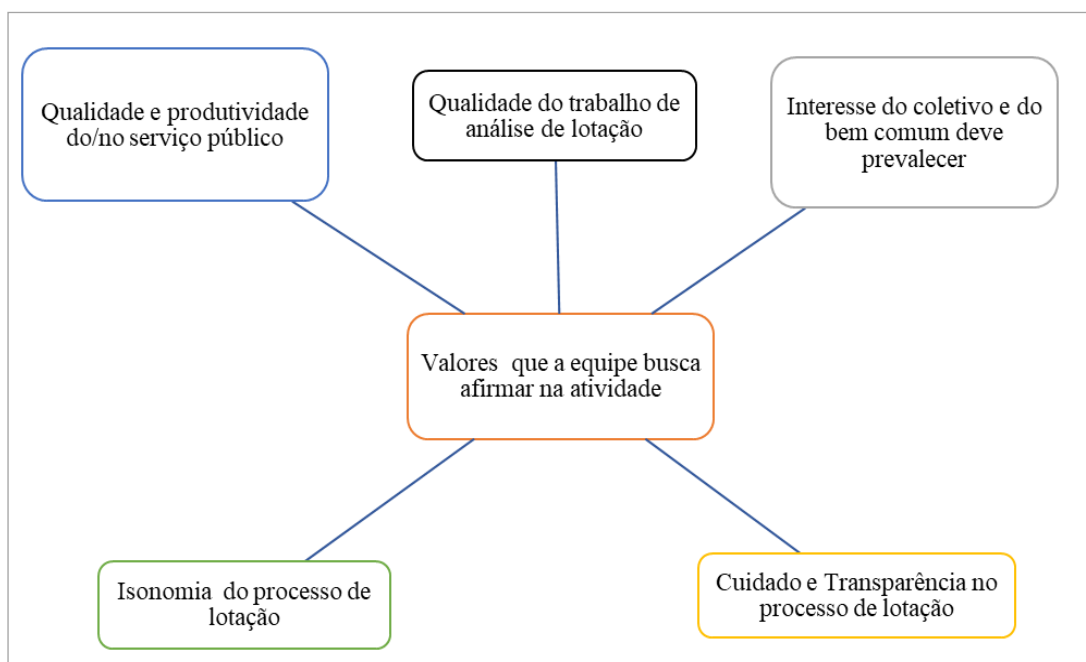 Qualidade e produtividade
do/no serviço público
Qualidade do trabalho de
análise de lotação
Interesse do coletivo e do
bem comum deve
prevalecer
Valores que a equipe busca
afirmar na atividade
Isonomia do processo de
lotação
Cuidado e Transparência no
processo de lotação